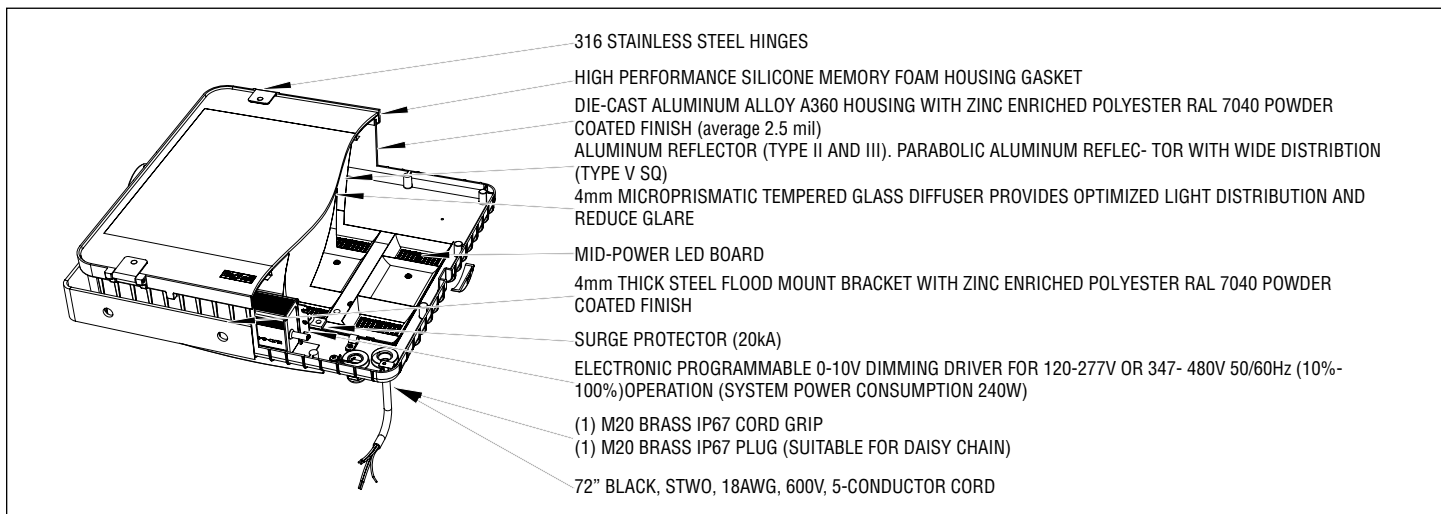 316 STAINLESS STEEL HINGES
HIGH PERFORMANCE SILICONE MEMORY FOAM HOUSING GASKET
DIE-CAST ALUMINUM ALLOY A360 HOUSING WITH ZINC ENRICHED POLYESTER RAL 7040 POWDER
COATED FINISH (average 2.5 mil)
ALUMINUM REFLECTOR (TYPE II AND III). PARABOLIC ALUMINUM REFLEC- TOR WITH WIDE DISTRIBTION
(TYPE V SQ)
4mm MICROPRISMATIC TEMPERED GLASS DIFFUSER PROVIDES OPTIMIZED LIGHT DISTRIBUTION AND
REDUCE GLARE
MID-POWER LED BOARD
4mm THICK STEEL FLOOD MOUNT BRACKET WITH ZINC ENRICHED POLYESTER RAL 7040 POWDER
COATED FINISH
SURGE PROTECTOR (20kA)
ELECTRONIC PROGRAMMABLE 0-10V DIMMING DRIVER FOR 120-277V OR 347- 480V 50/60Hz (10%-
100%)OPERATION (SYSTEM POWER CONSUMPTION 240W)
(1) M20 BRASS IP67 CORD GRIP
(1) M20 BRASS IP67 PLUG (SUITABLE FOR DAISY CHAIN)
72” BLACK, STWO, 18AWG, 600V, 5-CONDUCTOR CORD